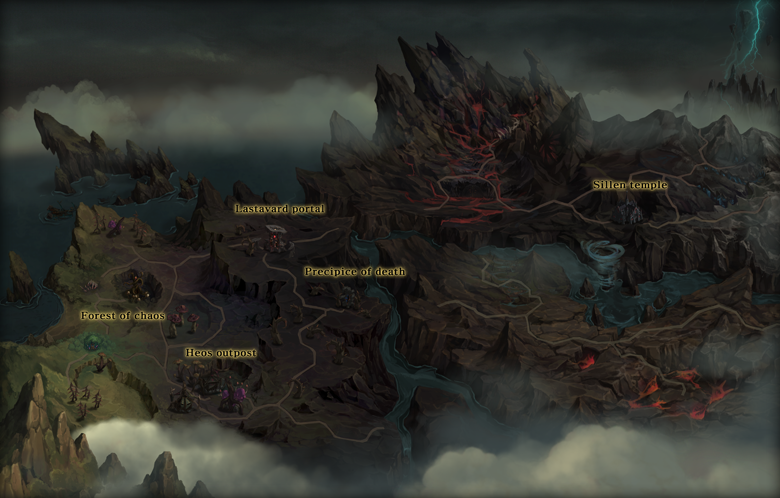 Sillen temple
Lastavard portal
Precipice of death
Forest of chaos
Heos outpost